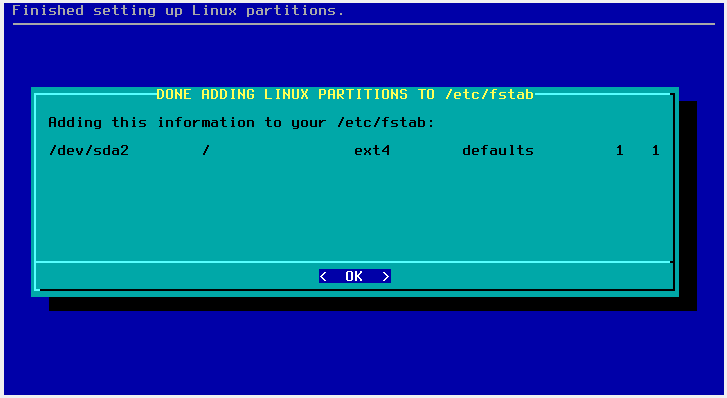 Finished setting up Linux partitions.
DONE ADDING LINUX PARTITIONS TO /etc/fstab
Adding this information to your /etc/fstab:
/dev/sda2 / ext4 defaults 1 1
< OK >